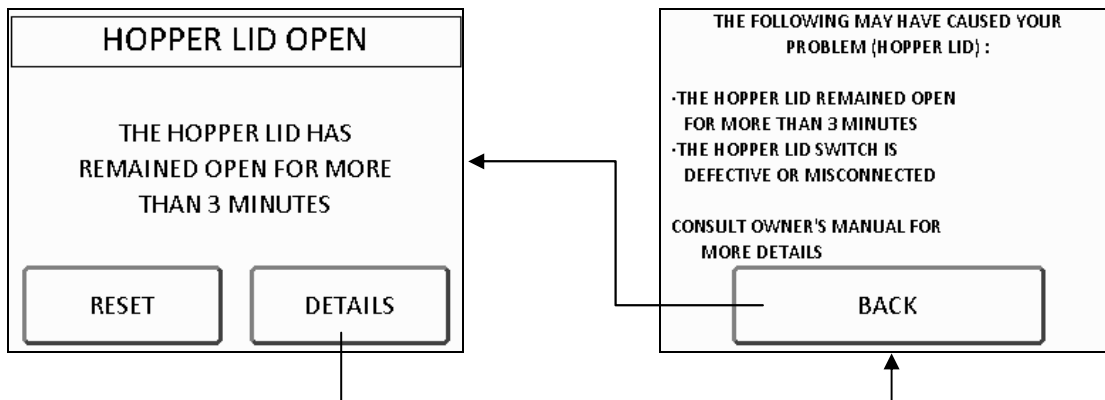 HOPPER LID OPEN
THE HOPPER LID HAS
REMAINED OPEN FOR MORE
THAN 3 MINUTES
RESET
DETAILS
THE FOLLOWING MAY HAVE CAUSED YOUR
PROBLEM (HOPPER LID) :
·THE HOPPER LID REMAINED OPEN
FOR MORE THAN 3 MINUTES
·THE HOPPER LID SWITCH IS
DEFECTIVE OR MISCONNECTED
CONSULT OWNER'S MANUAL FOR
MORE DETAILS
BACK